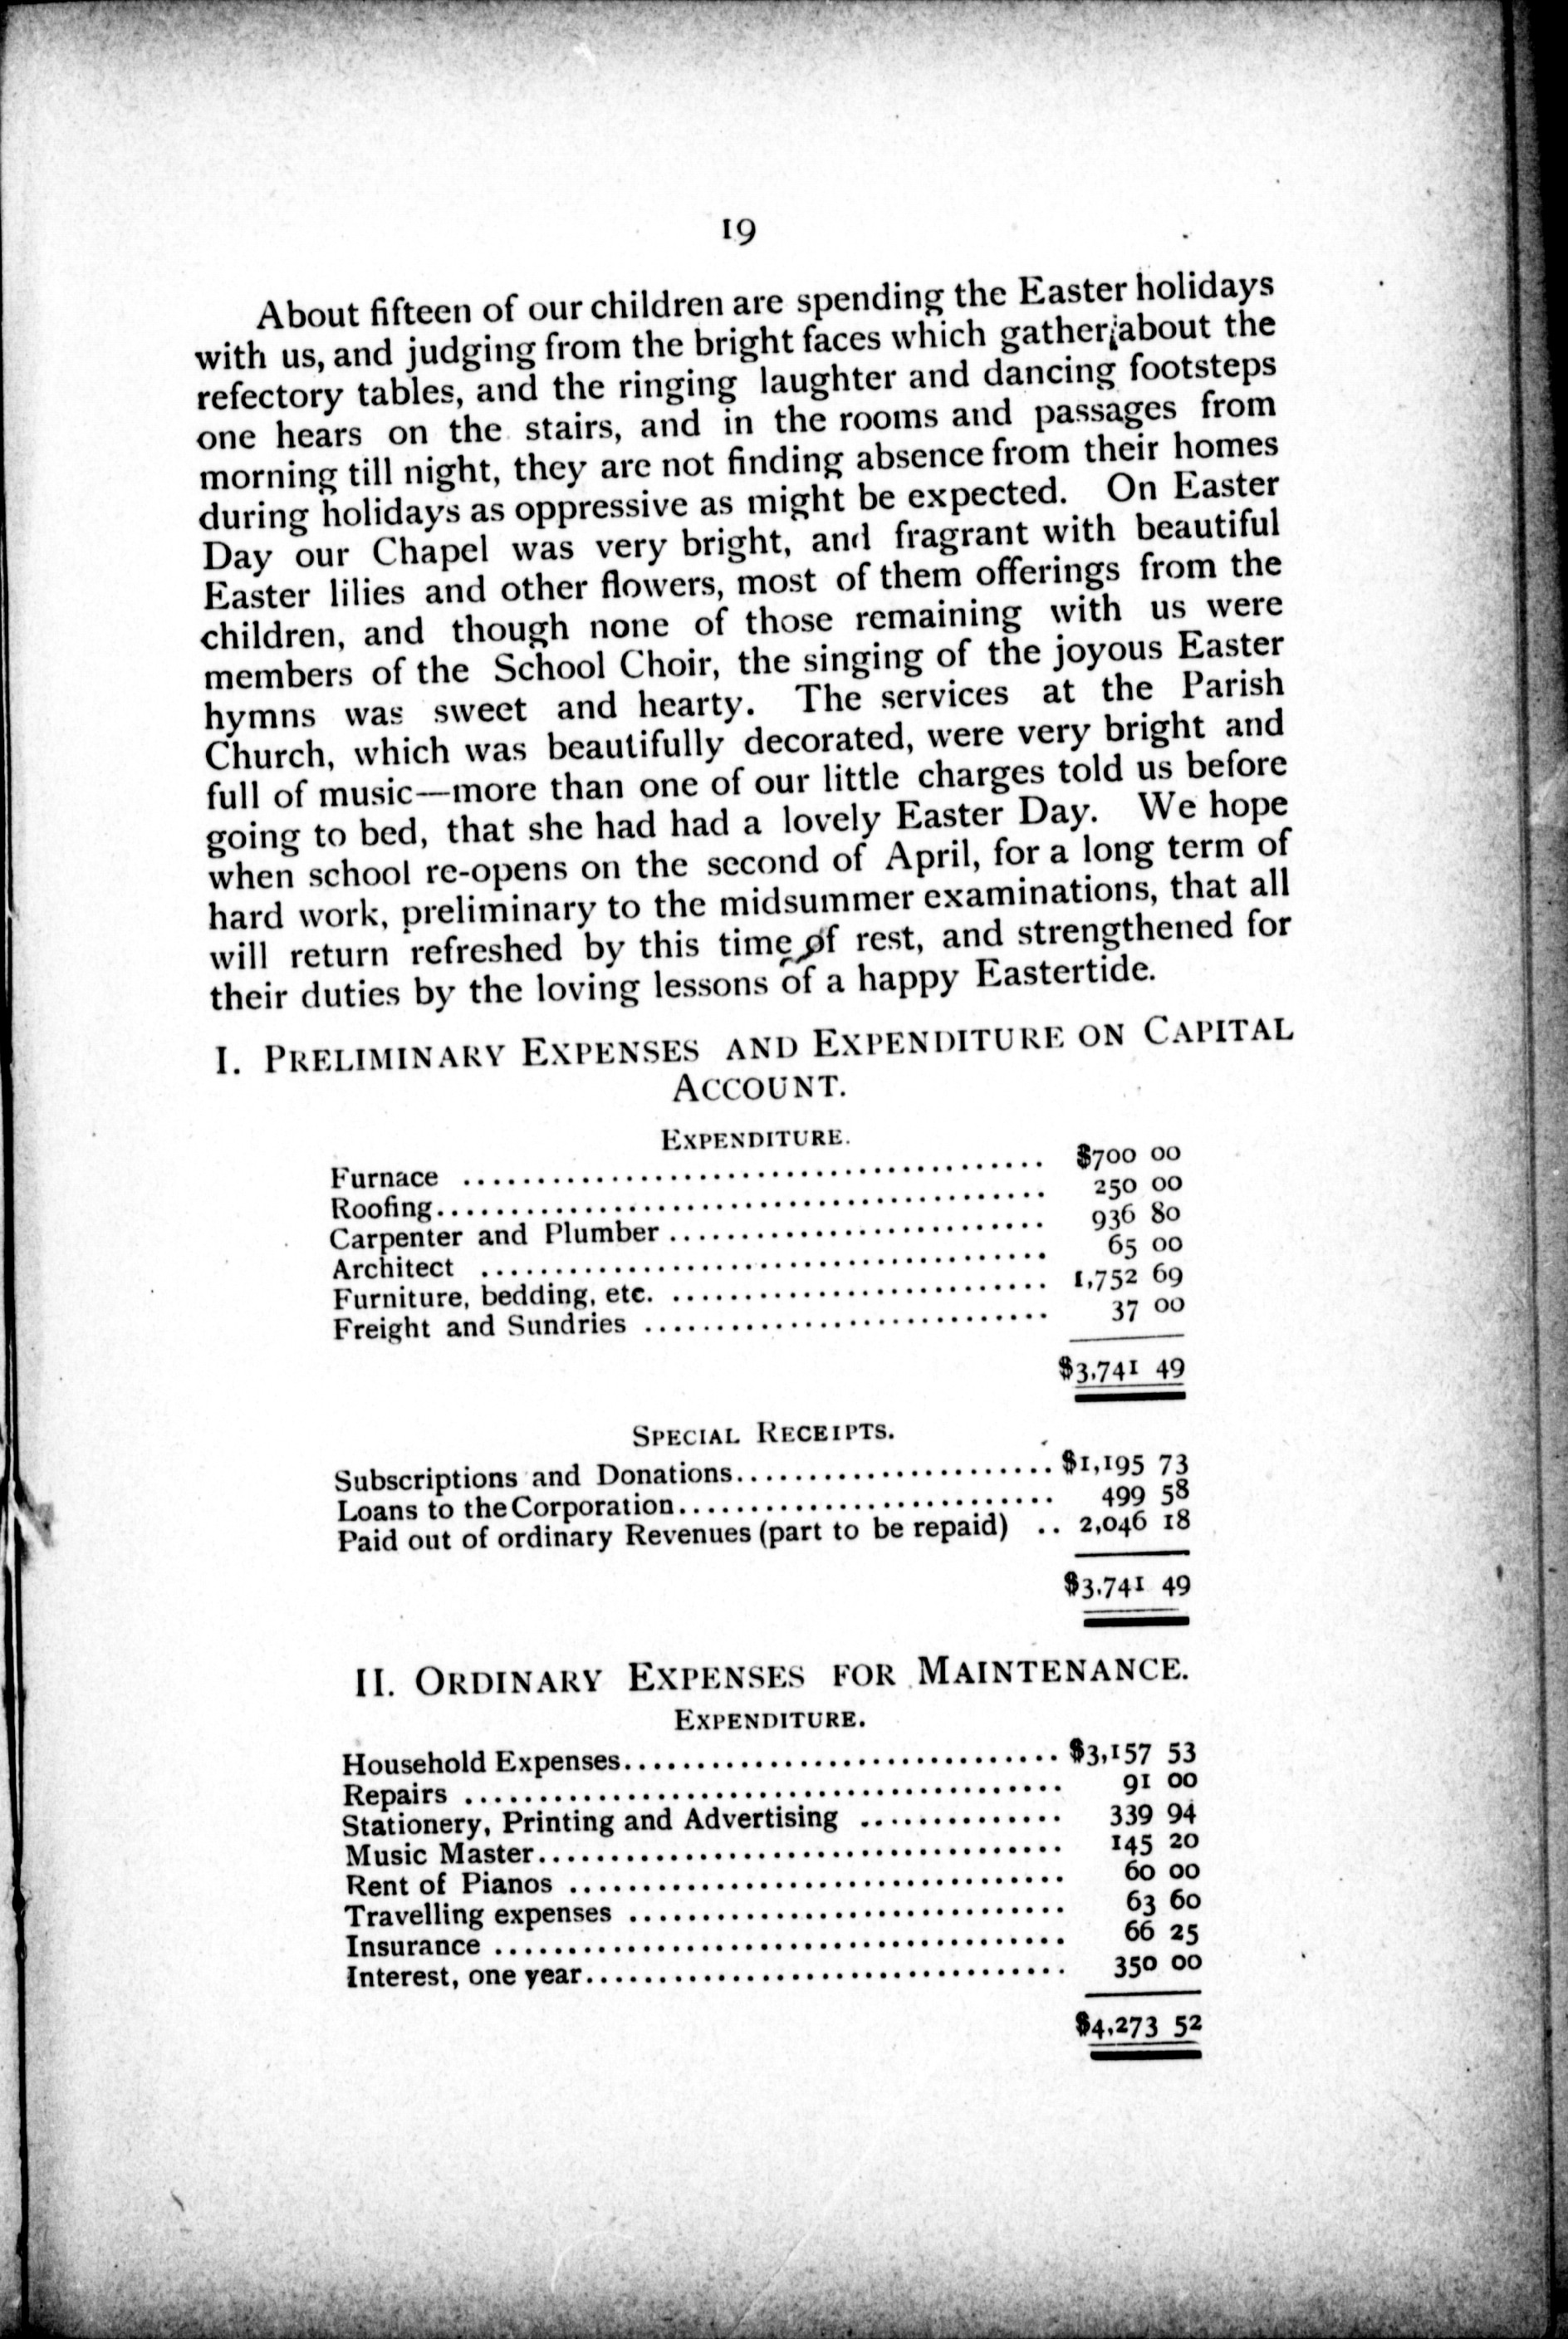 19
About fifteen of our children are spending the Easter holidays
with us, and judging from the bright faces which gather about the
refectory tables, and the ringing laughter and dancing footsteps
one hears on the stairs, and in the rooms and passages from
morning till night, they are not finding absence from their homes
during holidays as oppressive as might be expected. On Easter
Day our Chapel was very bright, and fragrant with beautiful
Easter lilies and other flowers, most of them offerings from the
children, and though none of those remaining with us were
members of the School Choir, the singing of the joyous Easter
hymns was sweet and hearty. The services at the Parish
Church, which was beautifully decorated, were very bright and
full of music—more than one of our little charges told us before
going to bed, that she had had a lovely Easter Day. We hope
when school re-opens on the second of April, for a long term of
hard work, preliminary to the midsummer examinations, that all
will return refreshed by this time of rest, and strengthened for
their duties by the loving lessons of a happy Eastertide.
I. PRELIMINARY EXPENSES AND EXPENDITURE ON CAPITAL
ACCOUNT.
EXPENDITURE.
Furnace ........................................ $700 00
Roofing.......................................... 250 00
Carpenter and Plumber .......................... 936 80
Architect ....................................... 65 00
Furniture, bedding, etc. .......................... 1,752 69
Freight and Sundries ............................ 37 00
$3,741 49
SPECIAL RECEIPTS.
Subscriptions and Donations...................... $1,195 73
Loans to the Corporation.......................... 499 58
Paid out of ordinary Revenues (part to be repaid) .. 2,046 18
$3,741 49
II. ORDINARY EXPENSES FOR MAINTENANCE.
EXPENDITURE.
Household Expenses.............................. $3,157 53
Repairs ......................................... 91 00
Stationery, Printing and Advertising .............. 339 94
Music Master.................................... 145 20
Rent of Pianos .................................. 60 00
Travelling expenses .............................. 63 60
Insurance ....................................... 66 25
Interest, one year................................. 350 00
$4,273 52